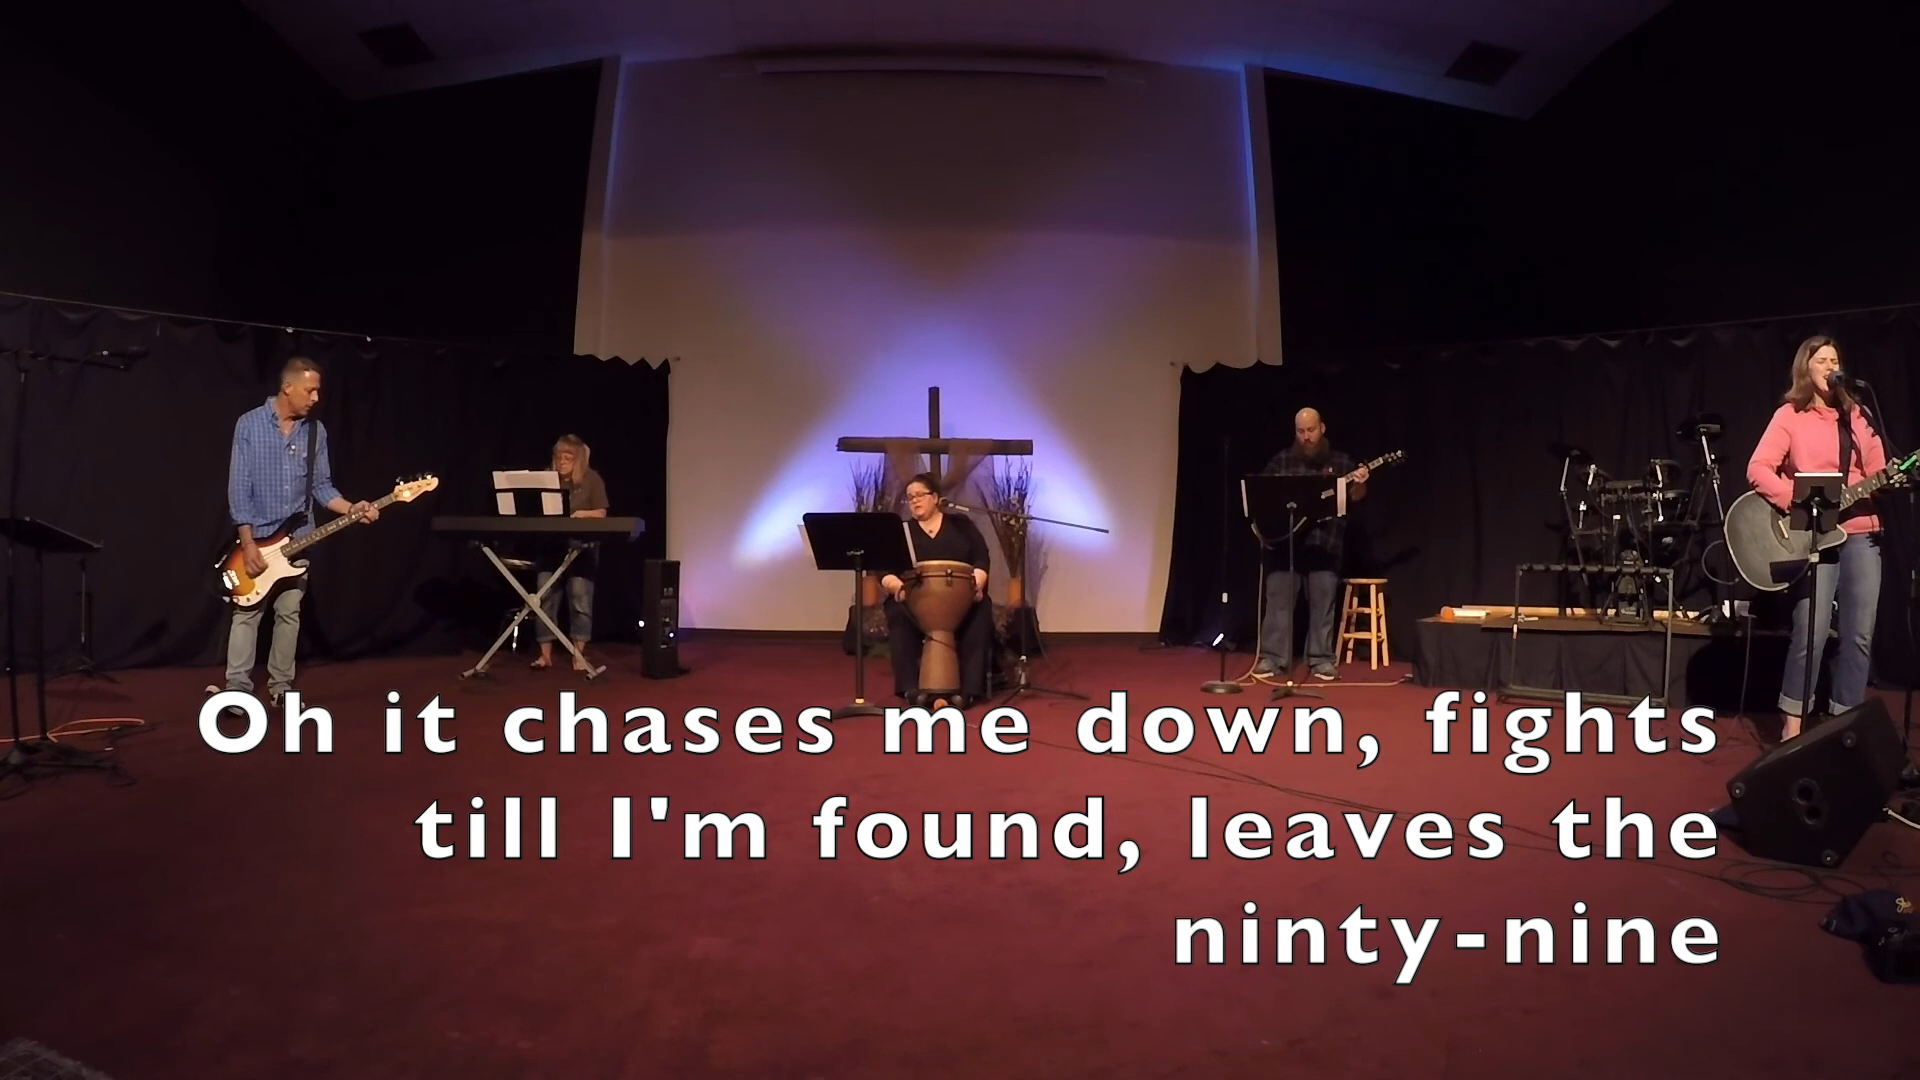 Oh it chases me down, fights
till I'm found, leaves the
ninty-nine